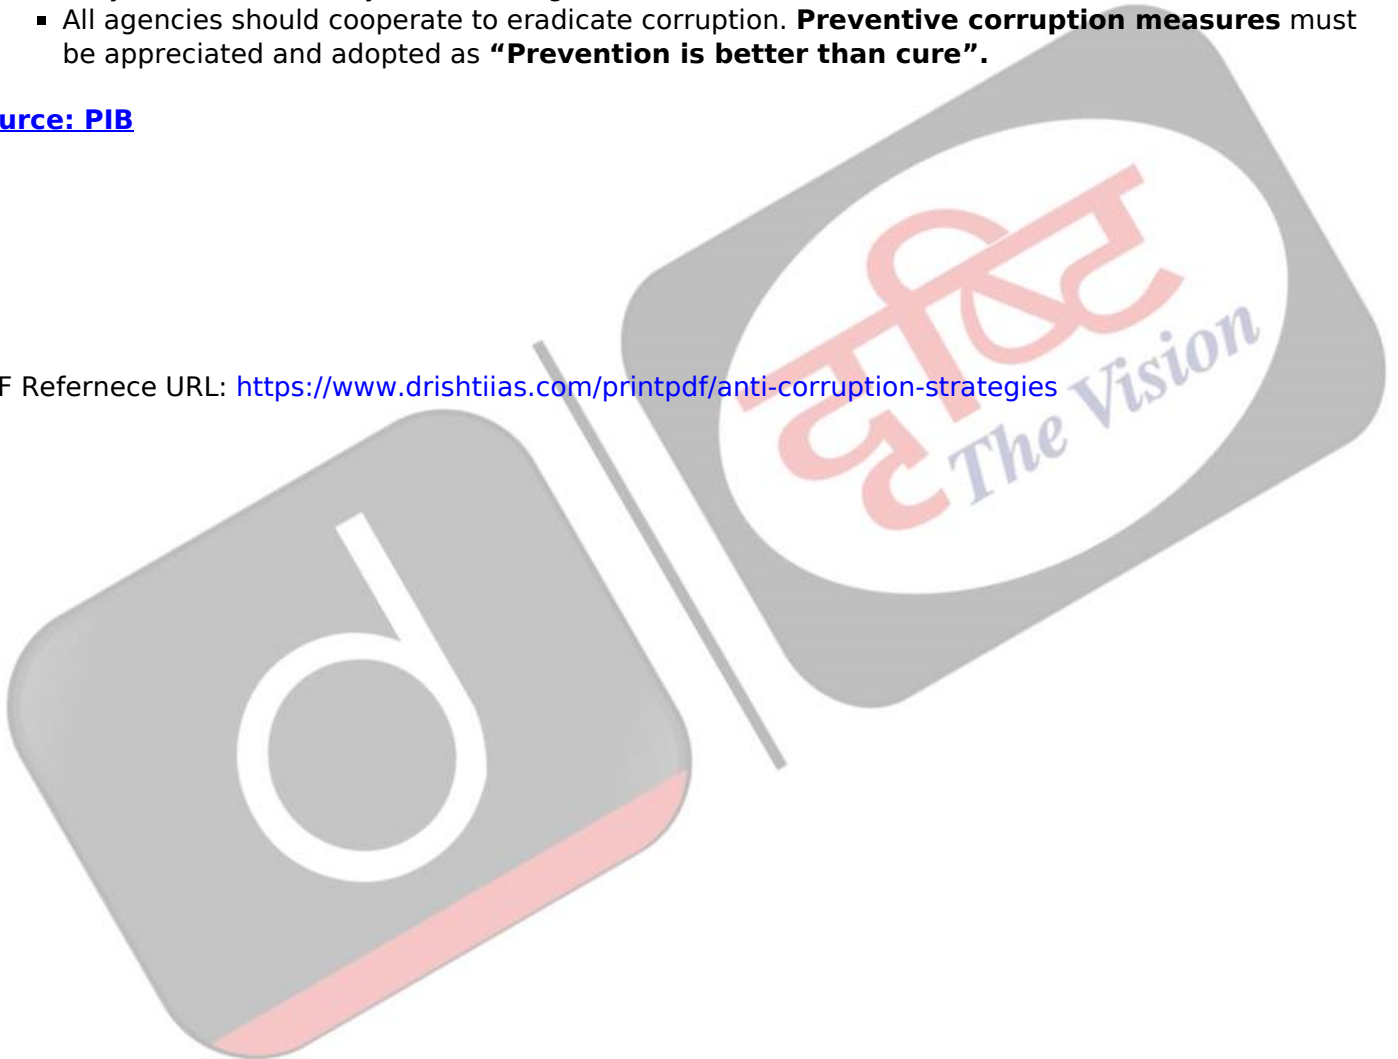 ▪ All agencies should cooperate to eradicate corruption. Preventive corruption measures must
be appreciated and adopted as “Prevention is better than cure”.
urce: PIB
F Refernece URL: https://www.drishtiias.com/printpdf/anti-corruption-strategies
दृष्टि
The Vision
d